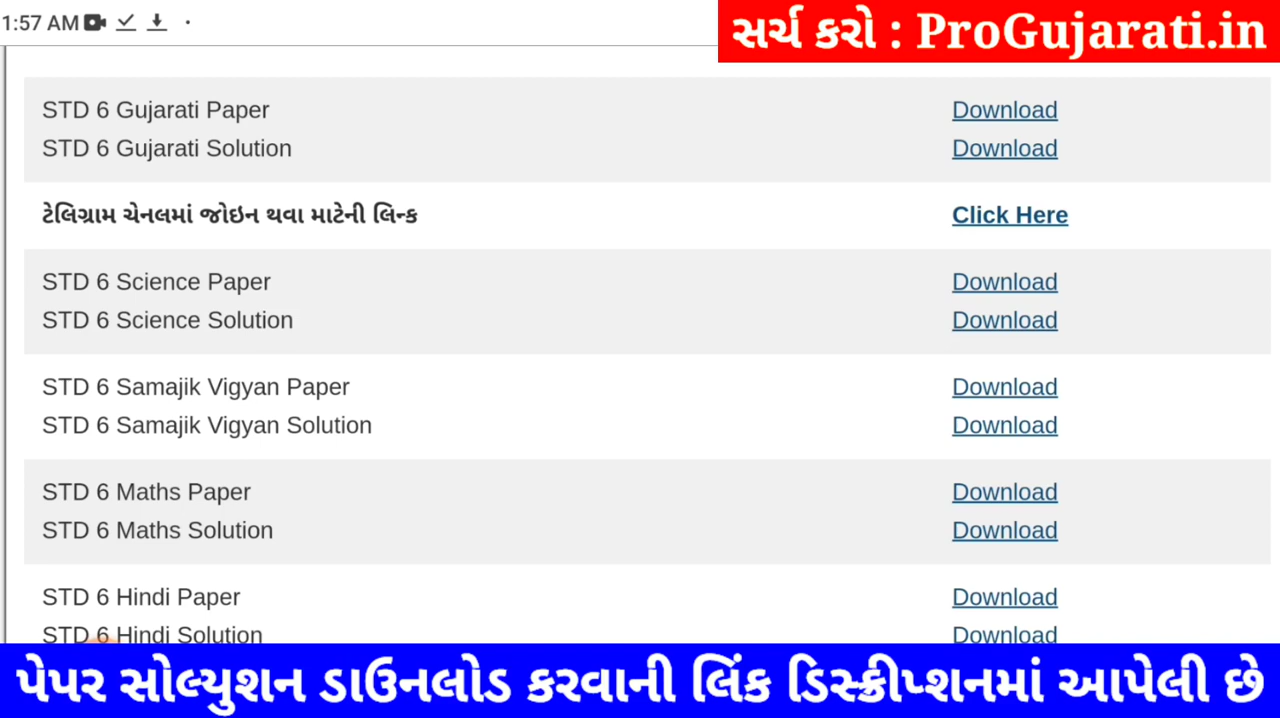 1:57 AM
સર્ચ કરો : ProGujarati.in
STD 6 Gujarati Paper Download
STD 6 Gujarati Solution Download
ટેલિગ્રામ ચેનલમાં જોઇન થવા માટેની લિન્ક Click Here
STD 6 Science Paper Download
STD 6 Science Solution Download
STD 6 Samajik Vigyan Paper Download
STD 6 Samajik Vigyan Solution Download
STD 6 Maths Paper Download
STD 6 Maths Solution Download
STD 6 Hindi Paper Download
STD 6 Hindi Solution Download
પેપર સોલ્યુશન ડાઉનલોડ કરવાની લિંક ડિસ્ક્રીપ્શનમાં આપેલી છે